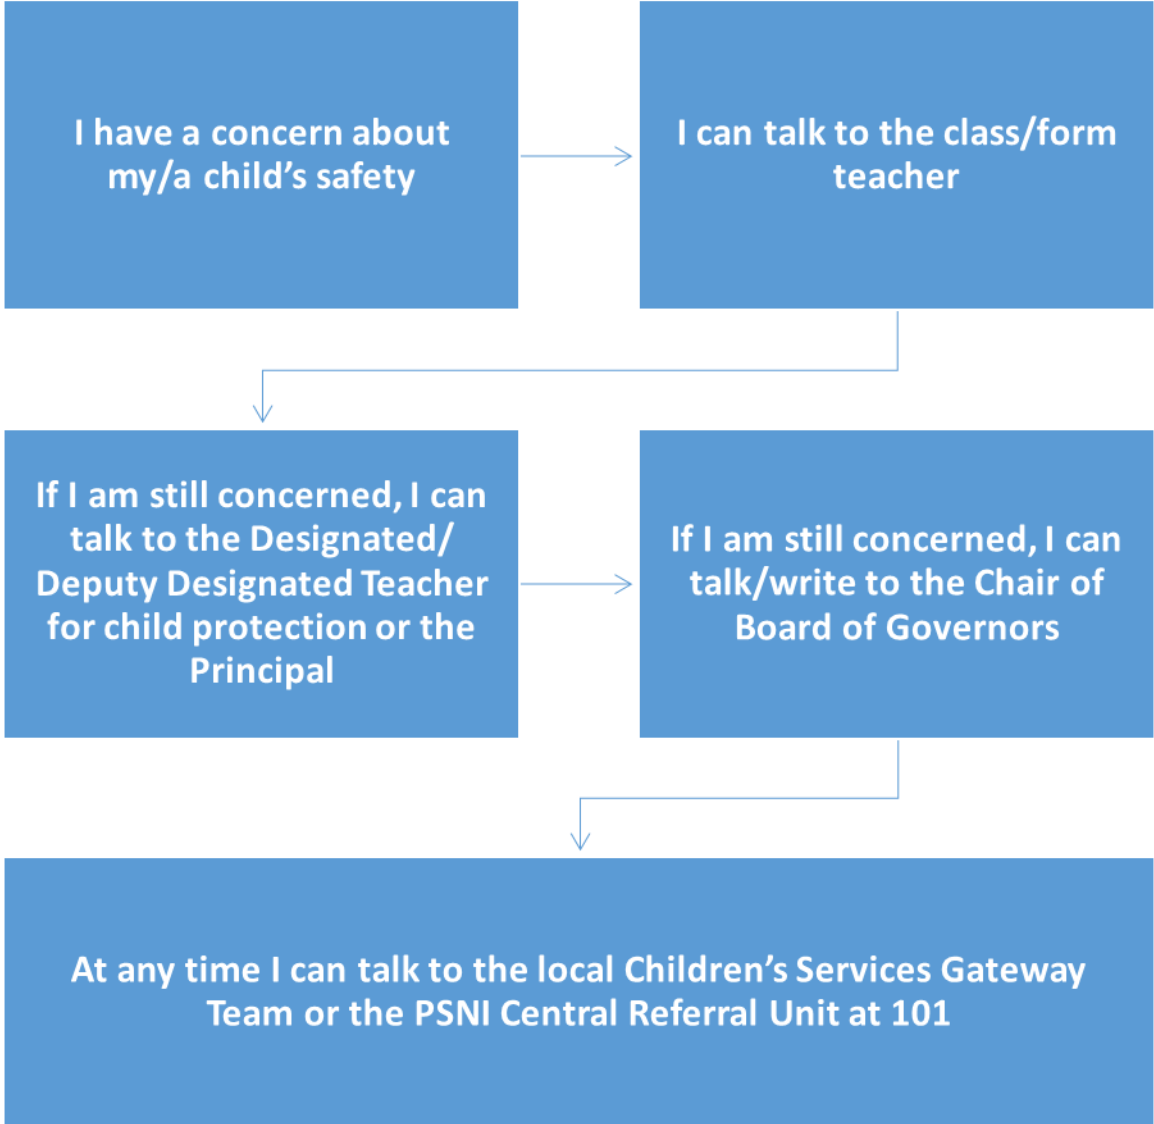 I have a concern about
my/a child’s safety
I can talk to the class/form
teacher
If I am still concerned, I can
talk to the Designated/
Deputy Designated Teacher
for child protection or the
Principal
If I am still concerned, I can
talk/write to the Chair of
Board of Governors
At any time I can talk to the local Children’s Services Gateway
Team or the PSNI Central Referral Unit at 101